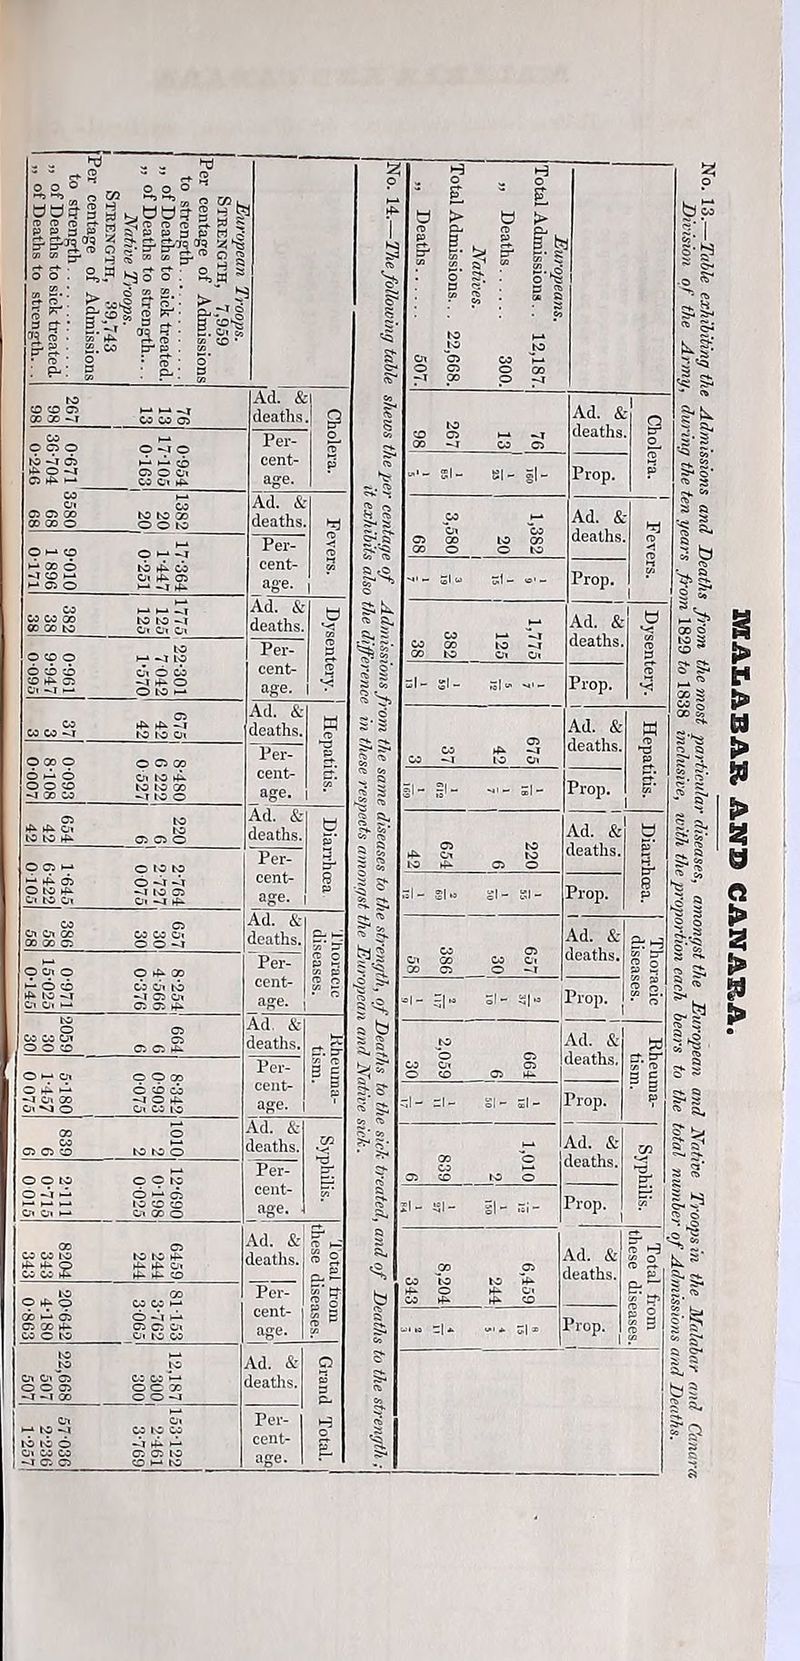 MALABAR AND CANARA.
No. 13.—Table exhibiting the Admissions and Deaths from the most particular diseases, amongst the European and Native Troops in the Malabar and Canara
Division of the Army, during the ten years from 1829 to 1838 inclusive, with the proportion each bears to the total number of Admissions and Deaths.
Cholera. Fevers. Dysentery. Hepatitis. Diarrhœa. Thoracic diseases. Rheumatism. Syphilis. Total from these diseases.
Ad. & deaths. Prop. Ad. & deaths. Prop. Ad. & deaths. Prop. Ad. & deaths. Prop. Ad. & deaths. Prop. Ad. & deaths. Prop. Ad. & deaths. Prop. Ad. & deaths. Prop. Ad. & deaths. Prop.
Europeans.
Total Admissions.. 12,187. 76 1,382 1,775 675 220 657 664 1,010 6,459
„ Deaths....... 300. 13 20 125 42 6 30 6 2 244
Natives.
Total Admissions... 22,668. 267 3,580 382 37 654 386 2,059 839 8,204
„ Deaths....... 507. 98 68 38 3 42 58 30 6 343
No. 14.—The following table shews the per centage of Admissions from the same diseases to the strength, of Deaths to the sick treated, and of Deaths to the strength;
it exhibits also the difference in these respects amongst the European and Native sick.
Cholera. Fevers. Dysentery. Hepatitis. Diarrhœa. Thoracic diseases. Rheumatism. Syphilis. Total from these diseases. Grand Total.
Ad. & deaths. Percentage. Ad. & deaths. Percentage. Ad. & deaths. Percentage. Ad. & deaths. Percentage. Ad. & deaths. Percentage. Ad. & deaths. Percentage. Ad & deaths. Percentage. Ad. & deaths. Percentage. Ad. & deaths. Percentage. Ad. & deaths. Percentage.
European Troops.
STRENGTH, 7,959
Per centage of Admissions
to strength........ 76 0·954 1382 17·364 1775 22·301 675 8·480 220 2·764 657 8·254 664 8·342 1010 12·690 6459 81·153 12,187 153·122
„ of Deaths to sick treated. 13 17·105 20 1·447 125 7·042 42 6·222 6 2·727 30 4·566 6 0·903 2 0·198 244 3·762 300 2·461
„ of Deaths to strength... 13 0·163 20 0·251 125 1·570 42 0·527 6 0·075 30 0·376 6 0·075 2 0·025 244 3·065 300 3·769
Native Troops.
STRENGTH, 39,743
Per centage of Admissions
to strength........ 267 0·671 3580 9·010 382 0·961 37 0·093 654 1·645 386 0·971 2059 5·180 839 2·111 8204 20·642 22,668 57·036
„ of Deaths to sick treated. 98 36·704 68 1 896 38 9·947 3 8·108 42 6·422 58 15·025 30 1·457 6 0·715 343 4·180 507 2·236
„ of Deaths to strength... 98 0·246 68 0·171 38 0·095 3 0·007 42 0·105 58 0·145 30 0 075 6 0 015 343 0·863 507 1·257